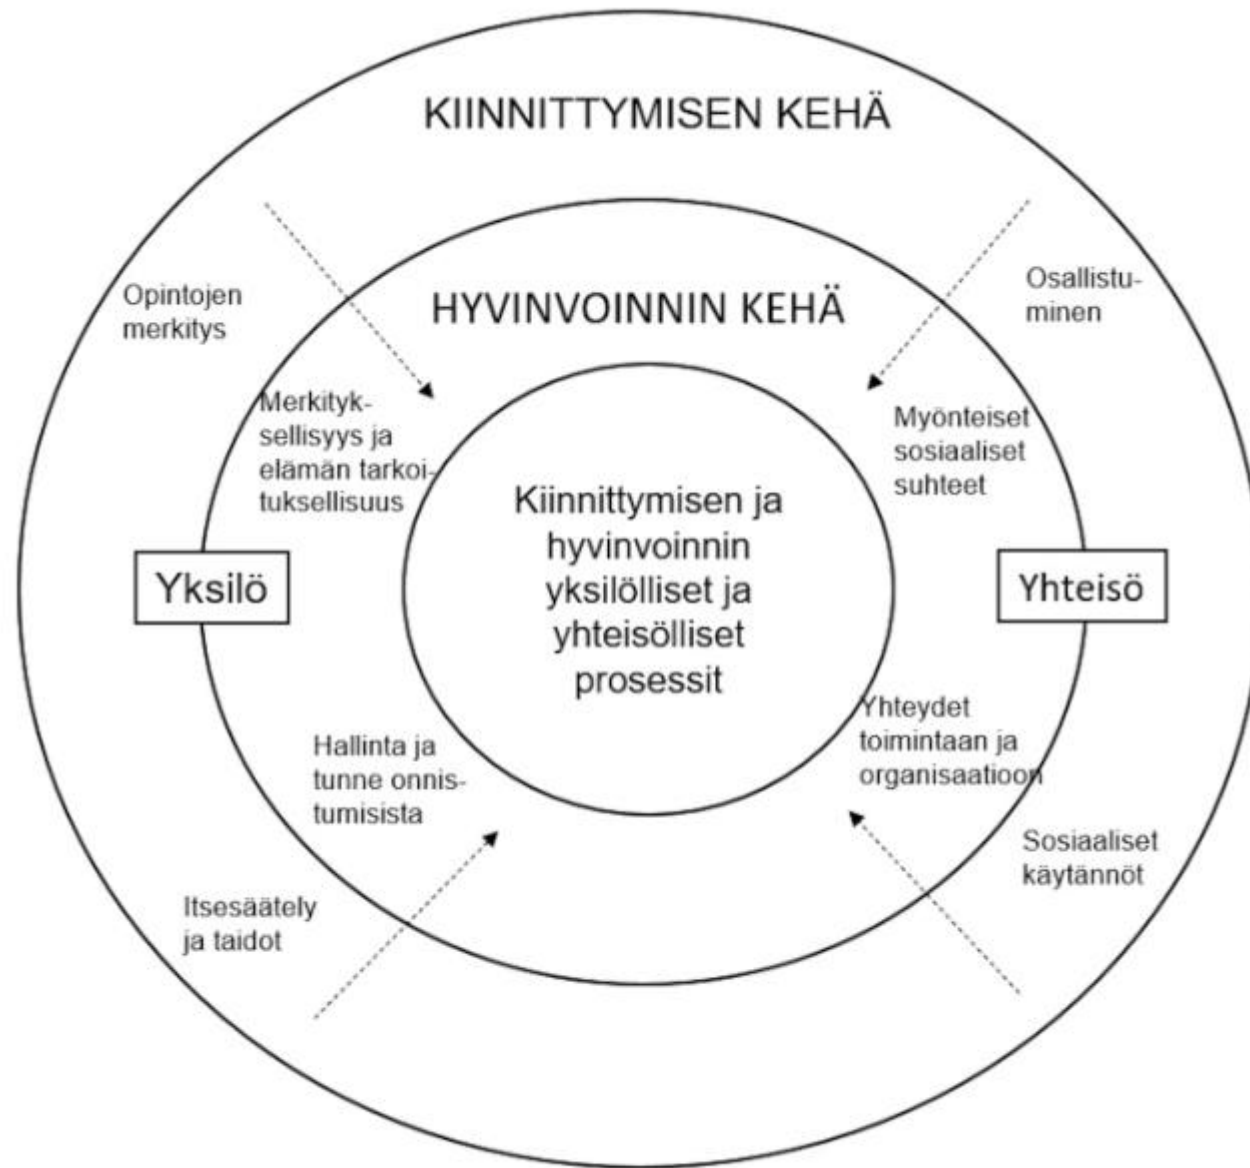 KIINNITTYMISEN KEHÄ
Opintojen
merkitys
HYVINVOINNIN KEHÄ
Osallistu-
minen
Merkityk-
sellisyys ja
elämän tarkoi-
tuksellisuus
Myönteiset
sosiaaliset
suhteet
Kiinnittymisen ja
hyvinvoinnin
yksilölliset ja
yhteisölliset
prosessit
Yksilö
Yhteisö
Hallinta ja
tunne onnis-
tumisista
Yhteydet
toimintaan ja
organisaatioon
Itsesäätely
ja taidot
Sosiaaliset
käytännöt